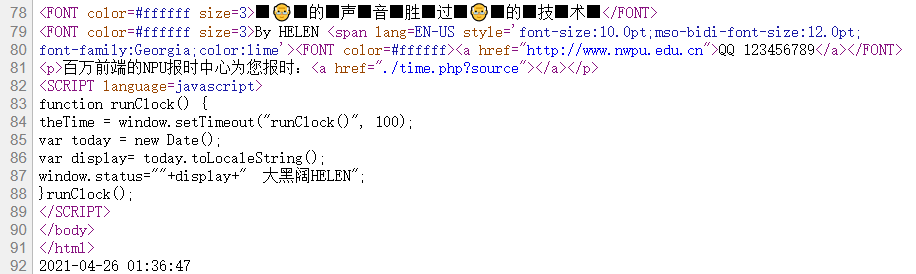 78 <FONT color=#ffffff size=3>■👴■的■声■音■胜■过■👴■的■技■术■</FONT>
79 <FONT color=#ffffff size=3>By HELEN <span lang=EN-US style='font-size:10.0pt;mso-bidi-font-size:12.0pt;
80 font-family:Georgia;color:lime'><FONT color=#ffffff><a href="http://www.nwpu.edu.cn">QQ 123456789</a></FONT>
81 <p>百万前端的NPU报时中心为您报时：<a href="./time.php?source"></a></p>
82 <SCRIPT language=javascript>
83 function runClock() {
84 theTime = window.setTimeout("runClock()", 100);
85 var today = new Date();
86 var display= today.toLocaleString();
87 window.status=""+display+"  大黑阔HELEN";
88 }runClock();
89 </SCRIPT>
90 </body>
91 </html>
92 2021-04-26 01:36:47